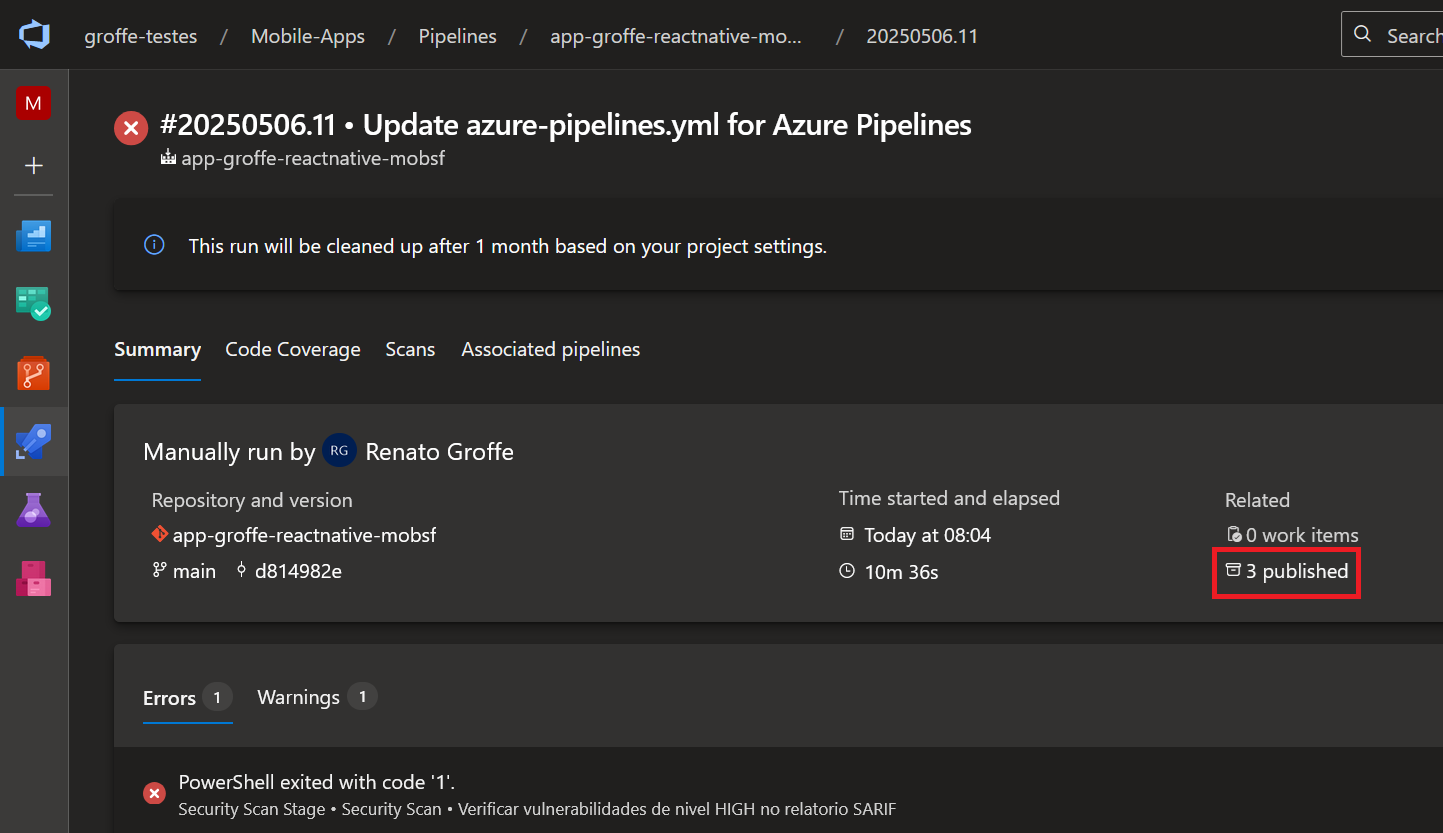 groffe-testes / Mobile-Apps / Pipelines / app-groffe-reactnative-mo... / 20250506.11
Search
M
#20250506.11 • Update azure-pipelines.yml for Azure Pipelines
app-groffe-reactnative-mobsf
This run will be cleaned up after 1 month based on your project settings.
Summary Code Coverage Scans Associated pipelines
Manually run by RG Renato Groffe
Repository and version
app-groffe-reactnative-mobsf
main d814982e
Time started and elapsed
Today at 08:04
10m 36s
Related
0 work items
3 published
Errors 1 Warnings 1
PowerShell exited with code '1'.
Security Scan Stage • Security Scan • Verificar vulnerabilidades de nivel HIGH no relatorio SARIF